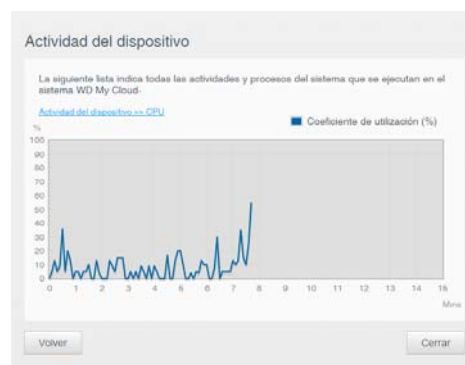 Actividad del dispositivo
La siguiente lista indica todas las actividades y procesos del sistema que se ejecutan en el
sistema WD My Cloud.
Actividad del dispositivo >> CPU
Coeficiente de utilización (%)
%
100
90
80
70
60
50
40
30
20
10
0
0 1 2 3 4 5 6 7 8 9 10 11 12 13 14 15
Mins
Volver
Cerrar